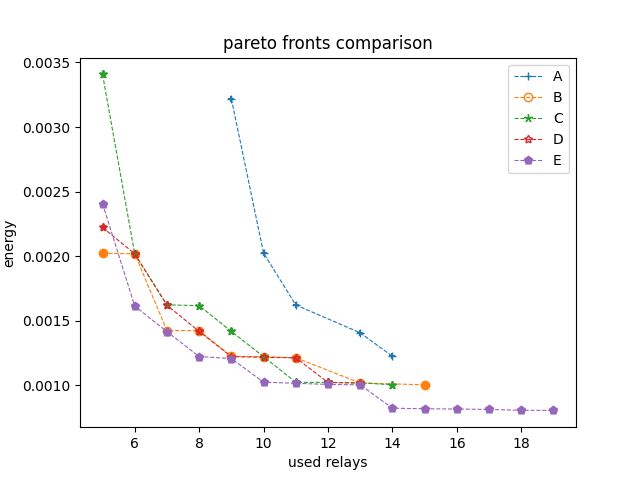 pareto fronts comparison
0.0035
0.0030
0.0025
0.0020
0.0015
0.0010
energy
A
B
C
D
E
6 8 10 12 14 16 18
used relays